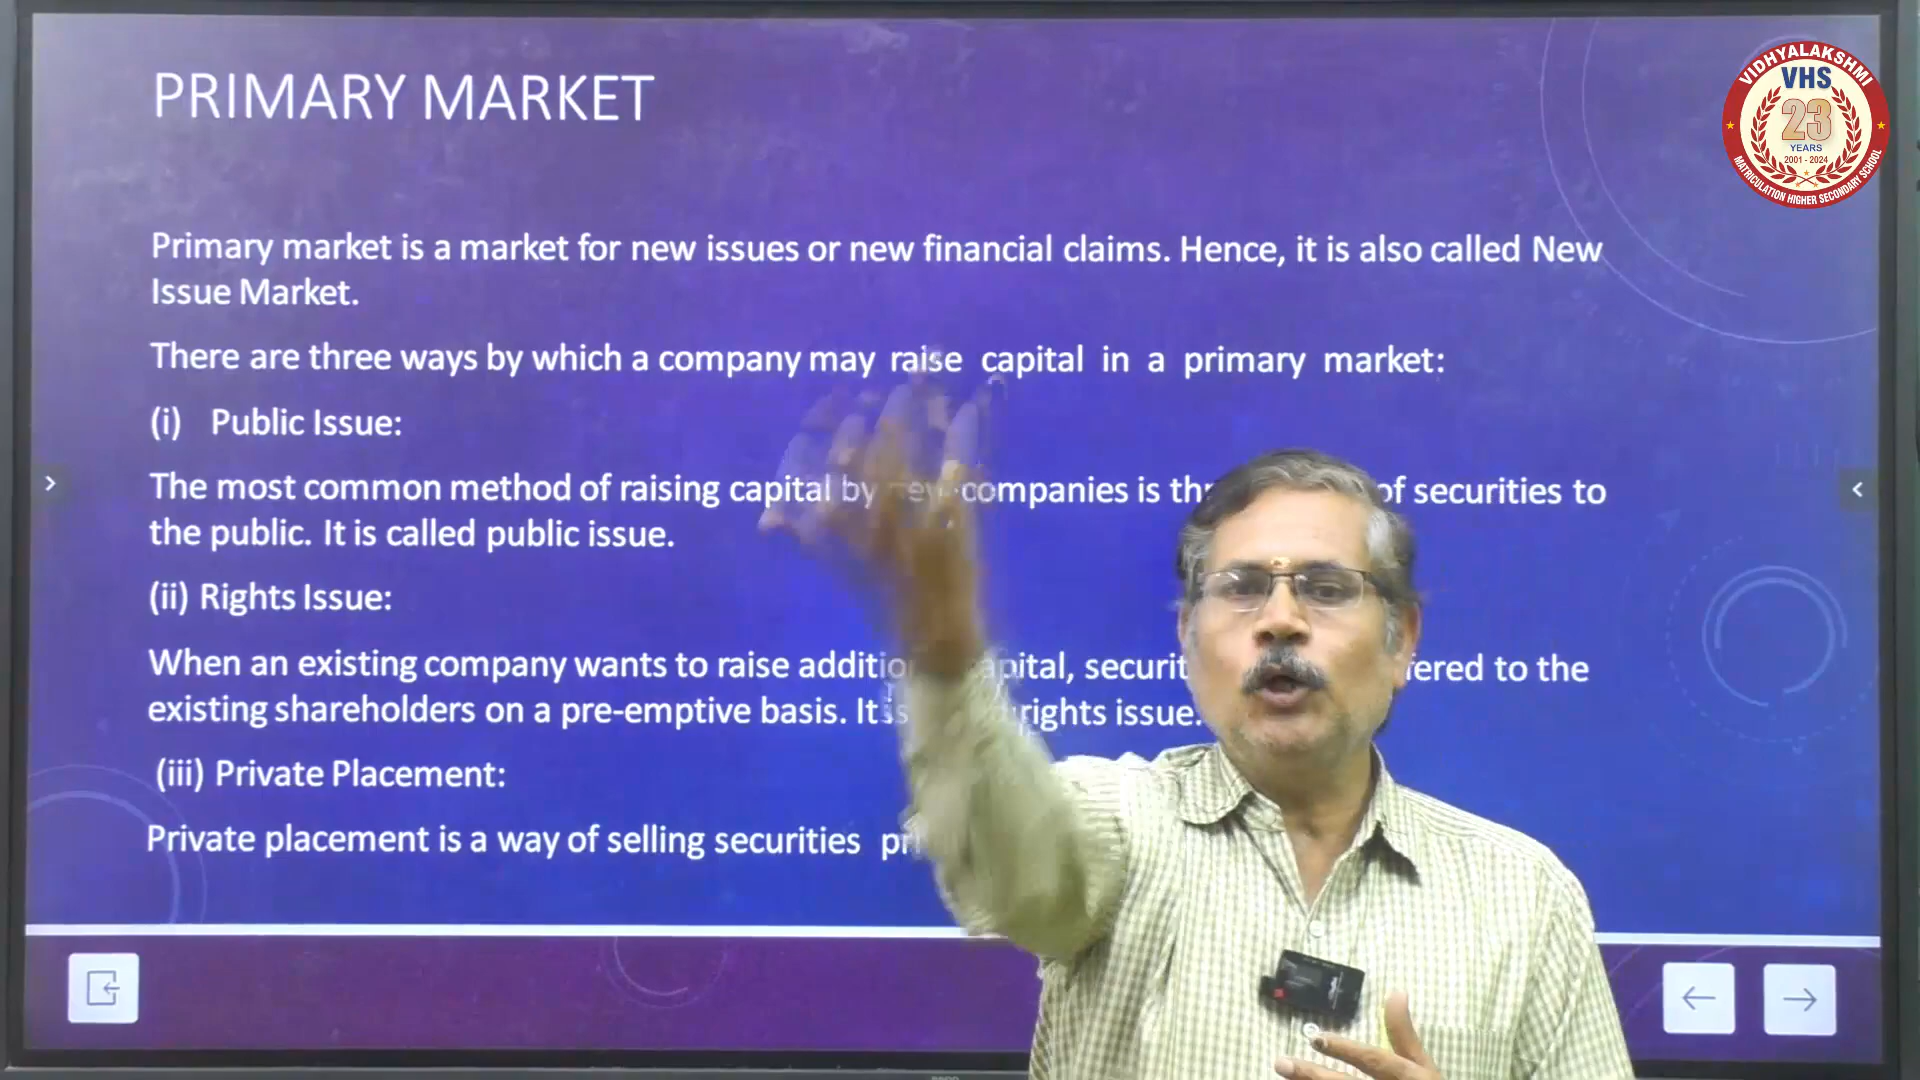 PRIMARY MARKET
VIDHYALAKSHMI
VHS
23
YEARS
2001 - 2024
MATRICULATION HIGHER SECONDARY SCHOOL
Primary market is a market for new issues or new financial claims. Hence, it is also called New
Issue Market.
There are three ways by which a company may raise capital in a primary market:
(i) Public Issue:
The most common method of raising capital by companies is of securities to
the public. It is called public issue.
(ii) Rights Issue:
When an existing company wants to raise to the
existing shareholders on a pre-emptive basis. It rights issue.
(iii) Private Placement:
Private placement is a way of selling securities